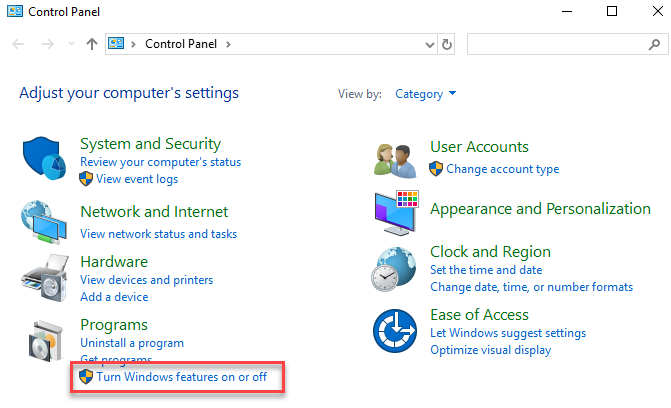 Control Panel
Control Panel
Adjust your computer's settings
View by: Category
System and Security
Review your computer's status
View event logs
Network and Internet
View network status and tasks
Hardware
View devices and printers
Add a device
Programs
Uninstall a program
Get programs
Turn Windows features on or off
User Accounts
Change account type
Appearance and Personalization
Clock and Region
Set the time and date
Change date, time, or number formats
Ease of Access
Let Windows suggest settings
Optimize visual display